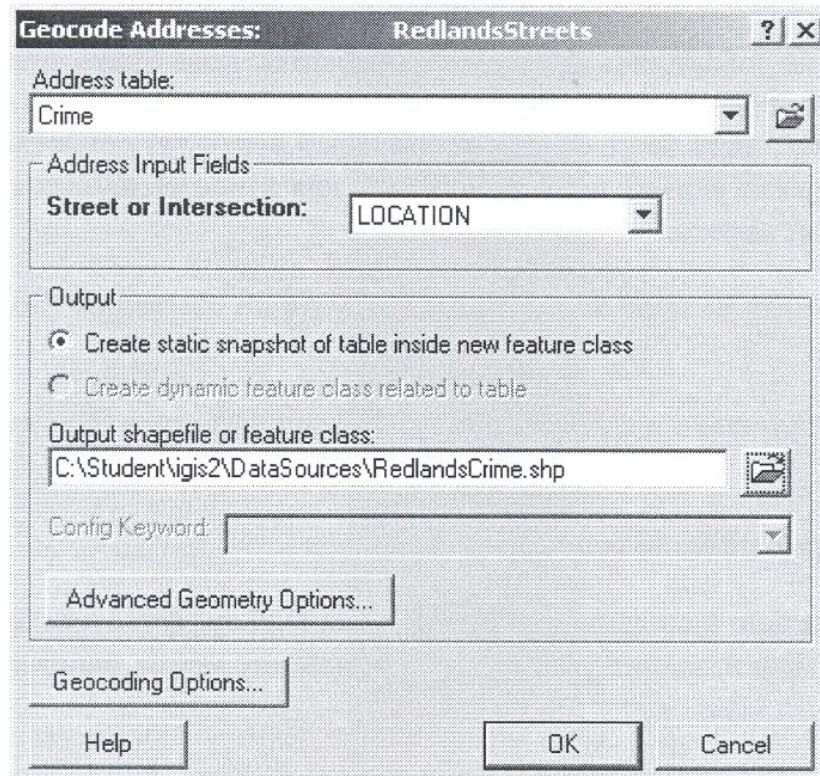 Geocode Addresses: RedlandsStreets ? ×
Address table:
Crime
Address Input Fields
Street or Intersection: LOCATION
Output
Create static snapshot of table inside new feature class
Create dynamic feature class related to table
Output shapefile or feature class:
C:\Student\igis2\DataSources\RedlandsCrime.shp
Config Keyword:
Advanced Geometry Options...
Geocoding Options...
Help OK Cancel